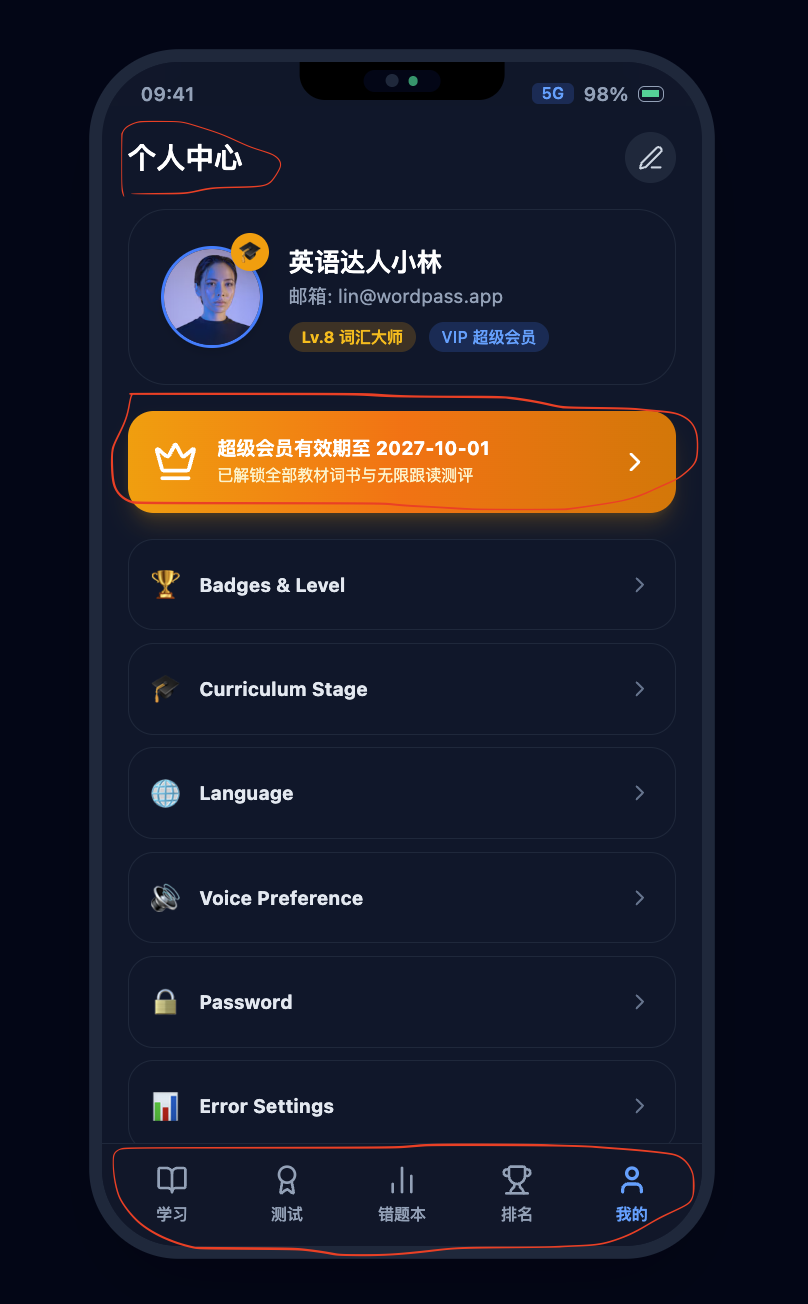 09:41
5G 98%
个人中心
英语达人小林
邮箱: lin@wordpass.app
Lv.8 词汇大师
VIP 超级会员
超级会员有效期至 2027-10-01
已解锁全部教材词书与无限跟读测评
Badges & Level
Curriculum Stage
Language
Voice Preference
Password
Error Settings
学习
测试
错题本
排名
我的